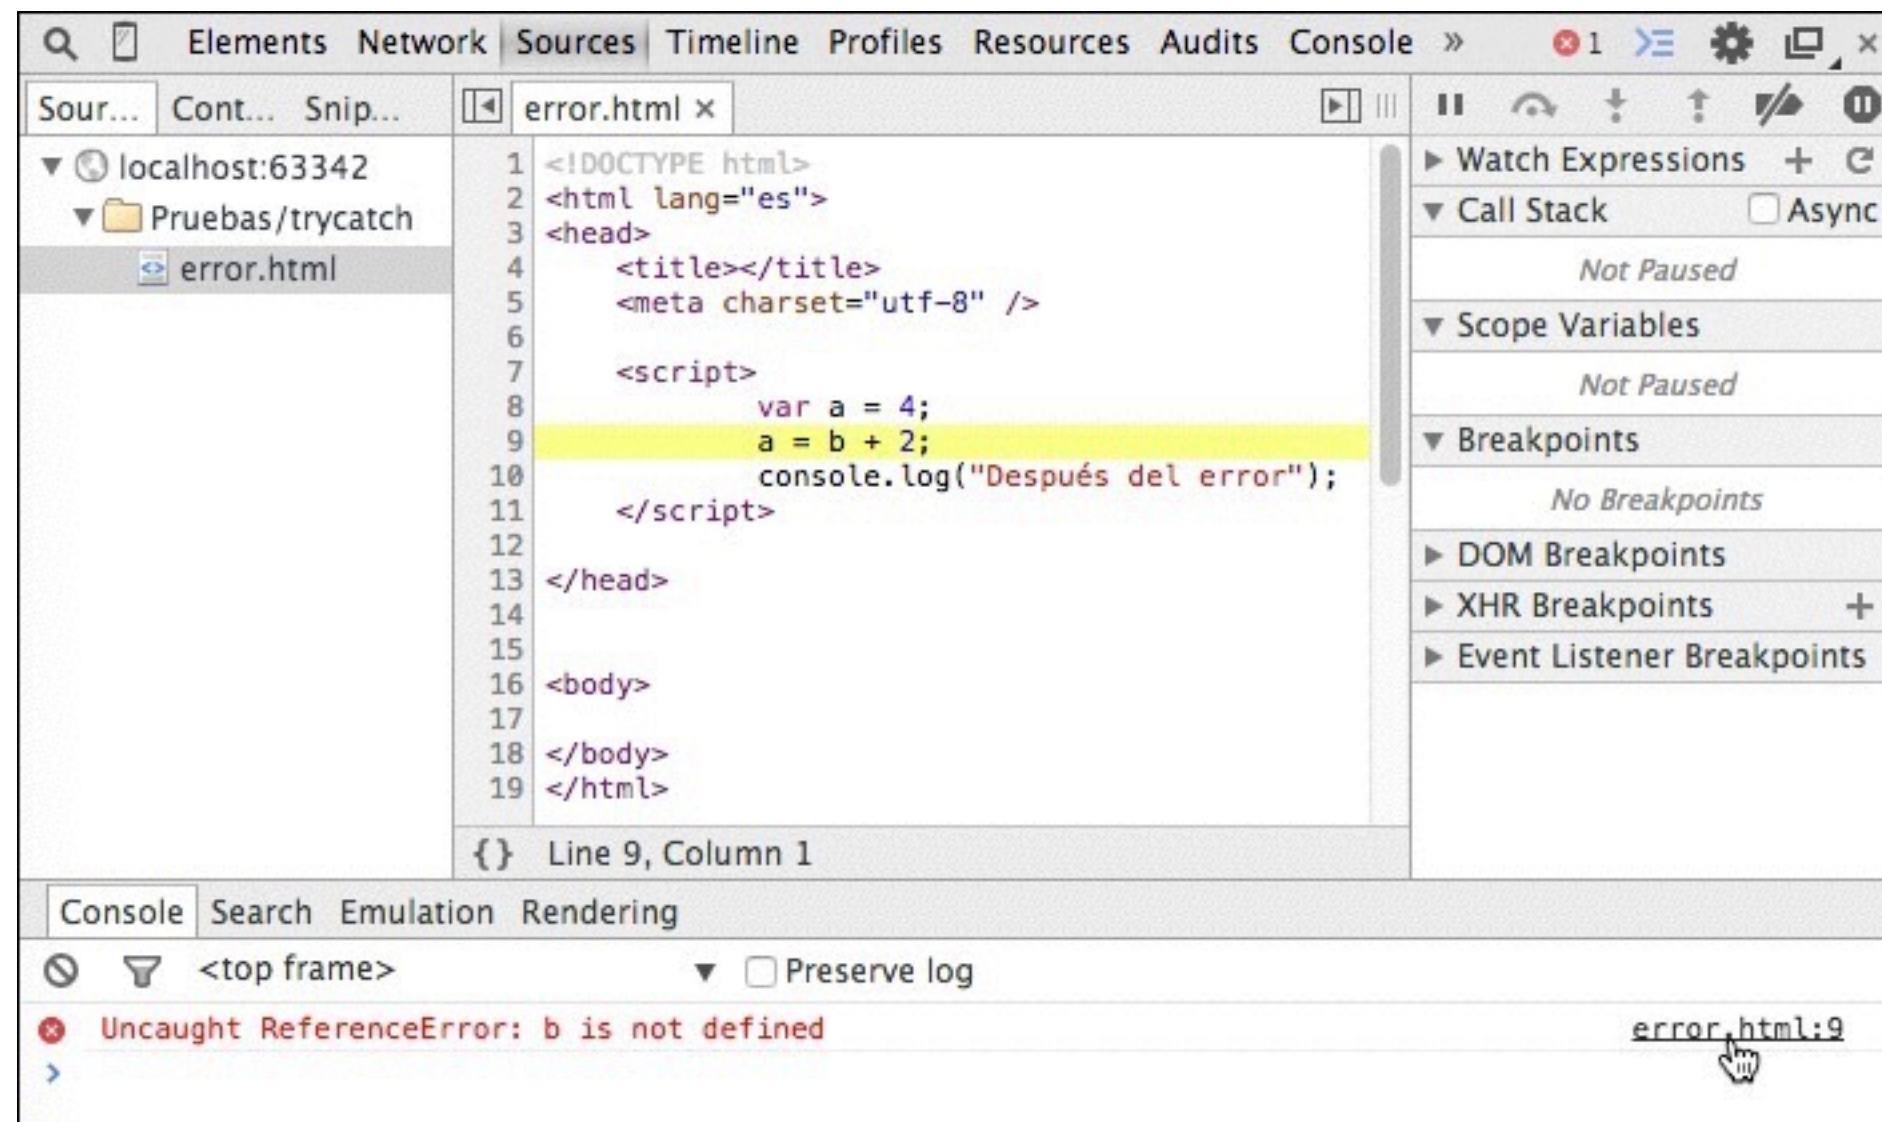 Elements Network Sources Timeline Profiles Resources Audits Console » 1
Sour... Cont... Snip...
localhost:63342
Pruebas/trycatch
error.html
error.html ×
1 <!DOCTYPE html>
2 <html lang="es">
3 <head>
4 <title></title>
5 <meta charset="utf-8" />
6
7 <script>
8 var a = 4;
9 a = b + 2;
10 console.log("Después del error");
11 </script>
12
13 </head>
14
15
16 <body>
17
18 </body>
19 </html>
{} Line 9, Column 1
Watch Expressions +
Call Stack Async
Not Paused
Scope Variables
Not Paused
Breakpoints
No Breakpoints
DOM Breakpoints
XHR Breakpoints +
Event Listener Breakpoints
Console Search Emulation Rendering
<top frame> Preserve log
Uncaught ReferenceError: b is not defined error.html:9